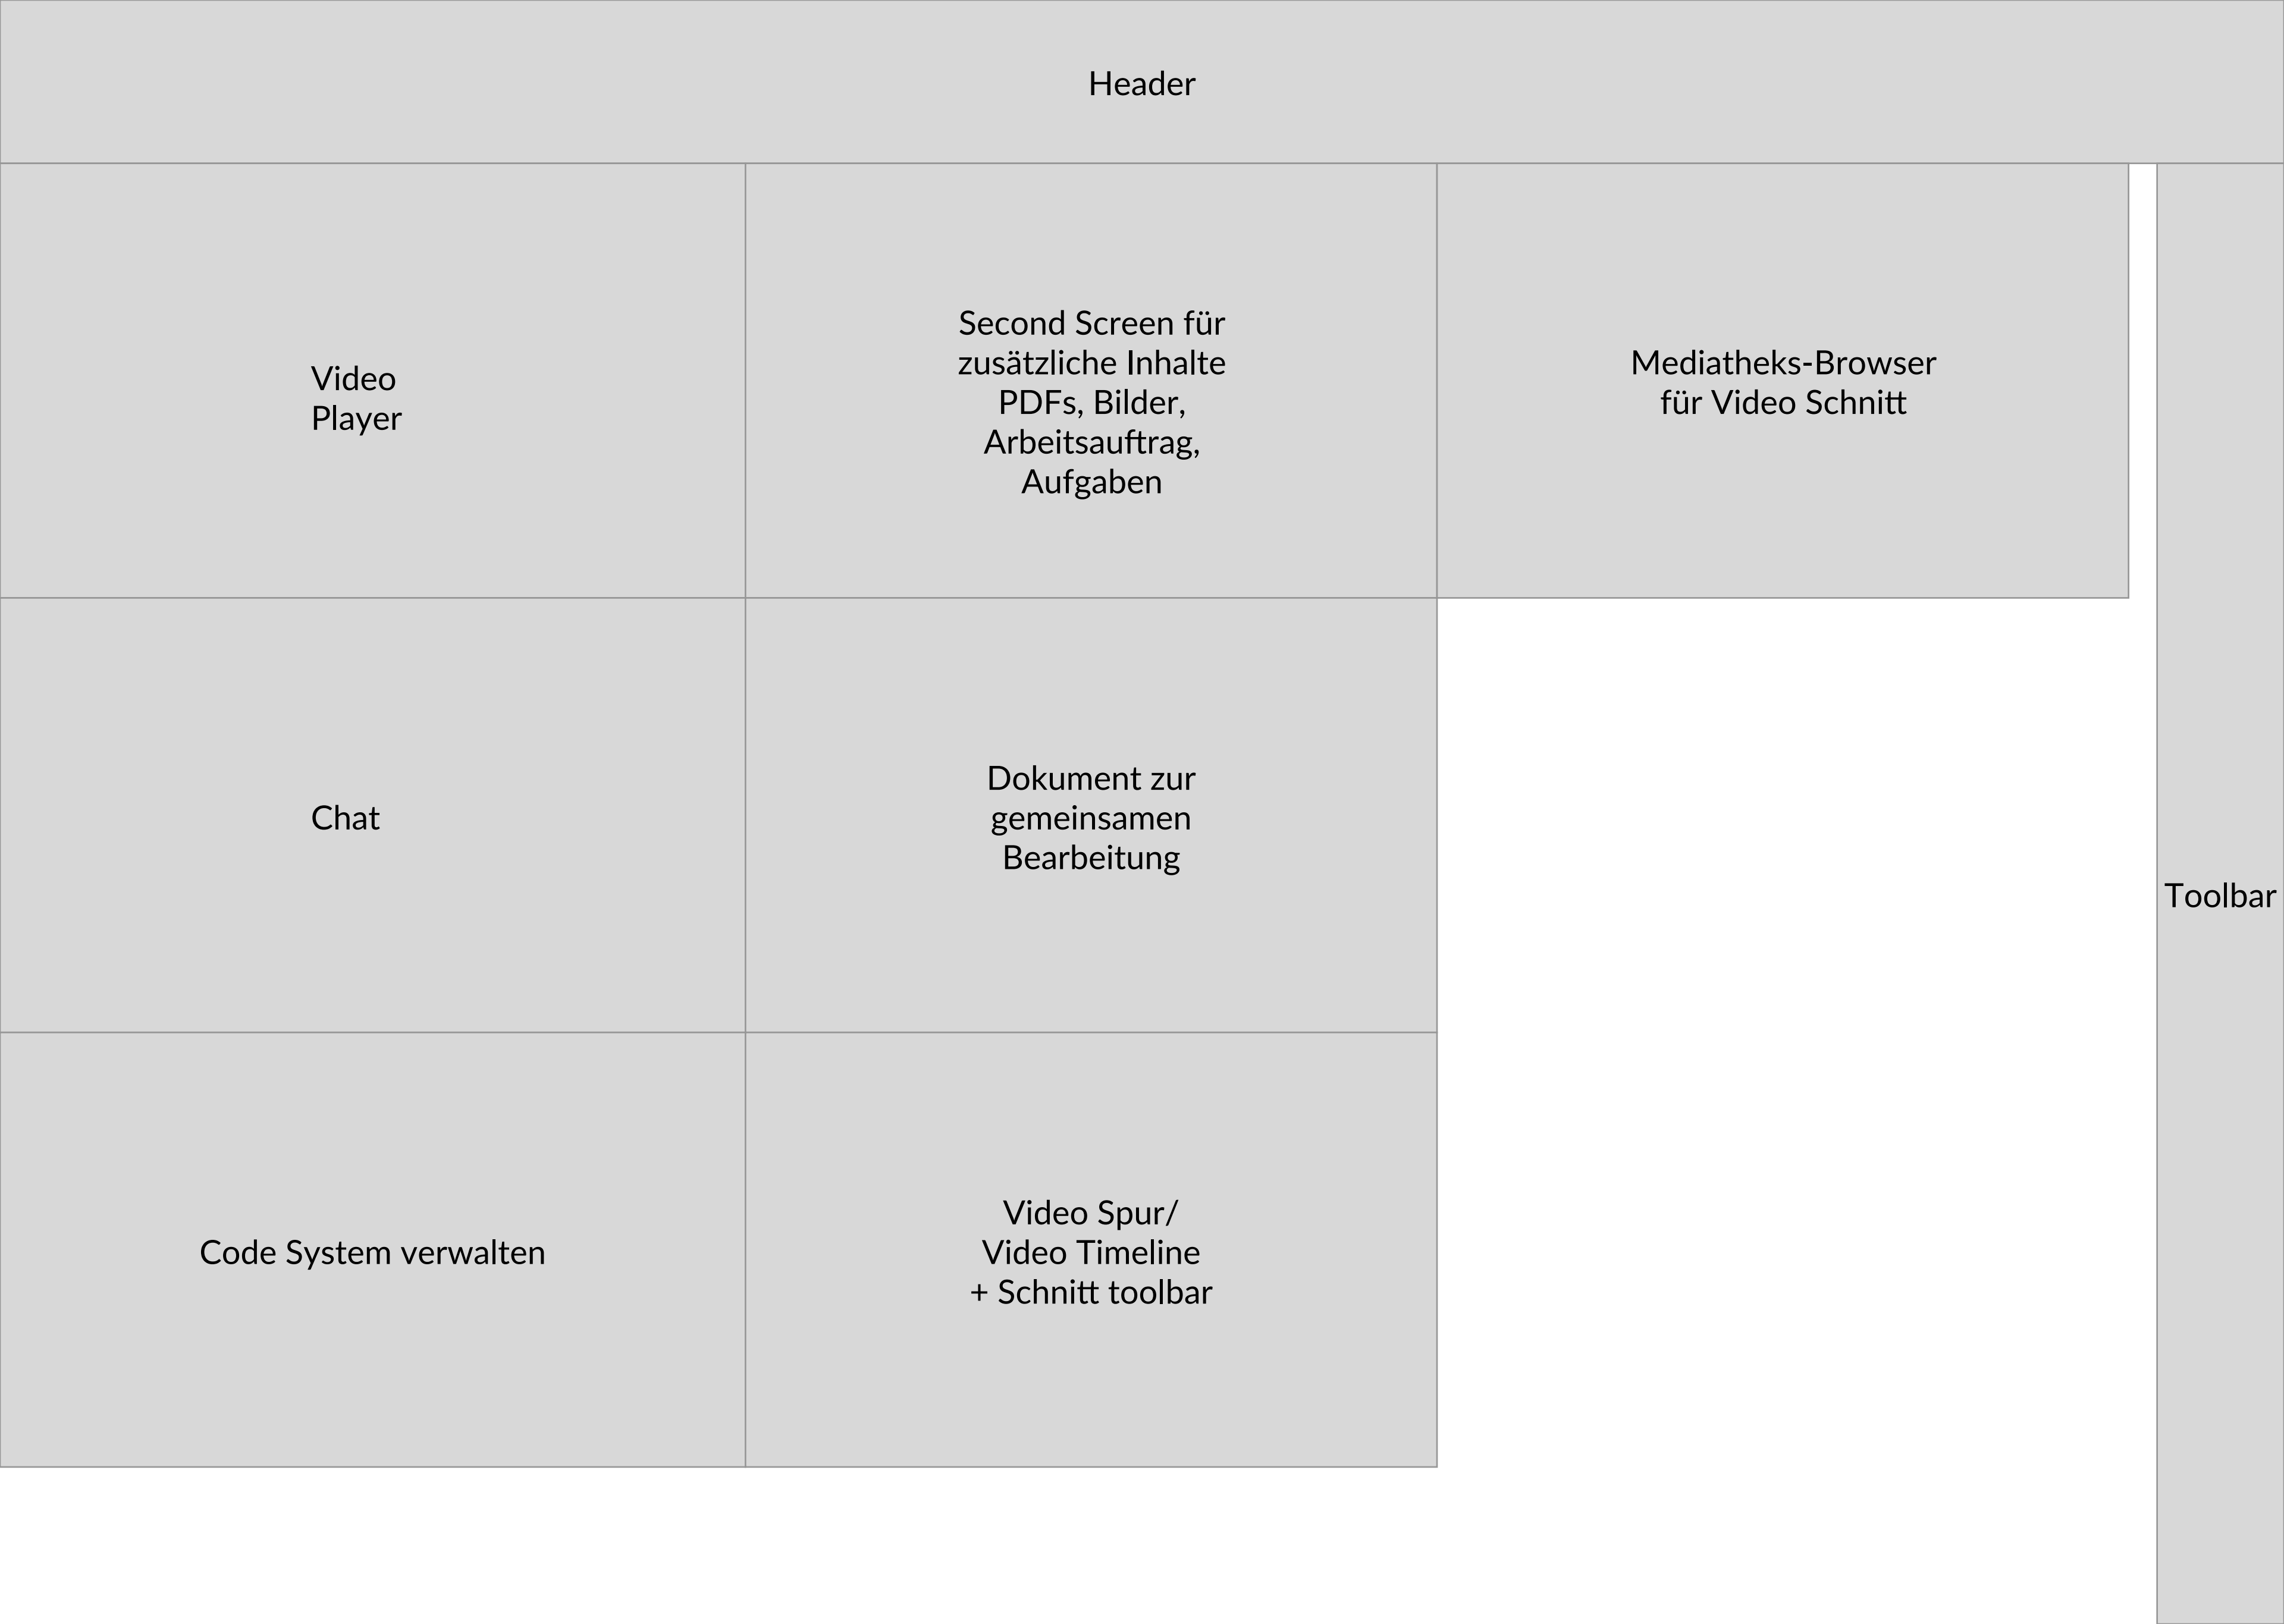 Header
Video
Player
Second Screen für
zusätzliche Inhalte
PDFs, Bilder,
Arbeitsauftrag,
Aufgaben
Mediatheks-Browser
für Video Schnitt
Chat
Dokument zur
gemeinsamen
Bearbeitung
Toolbar
Code System verwalten
Video Spur/
Video Timeline
+ Schnitt toolbar